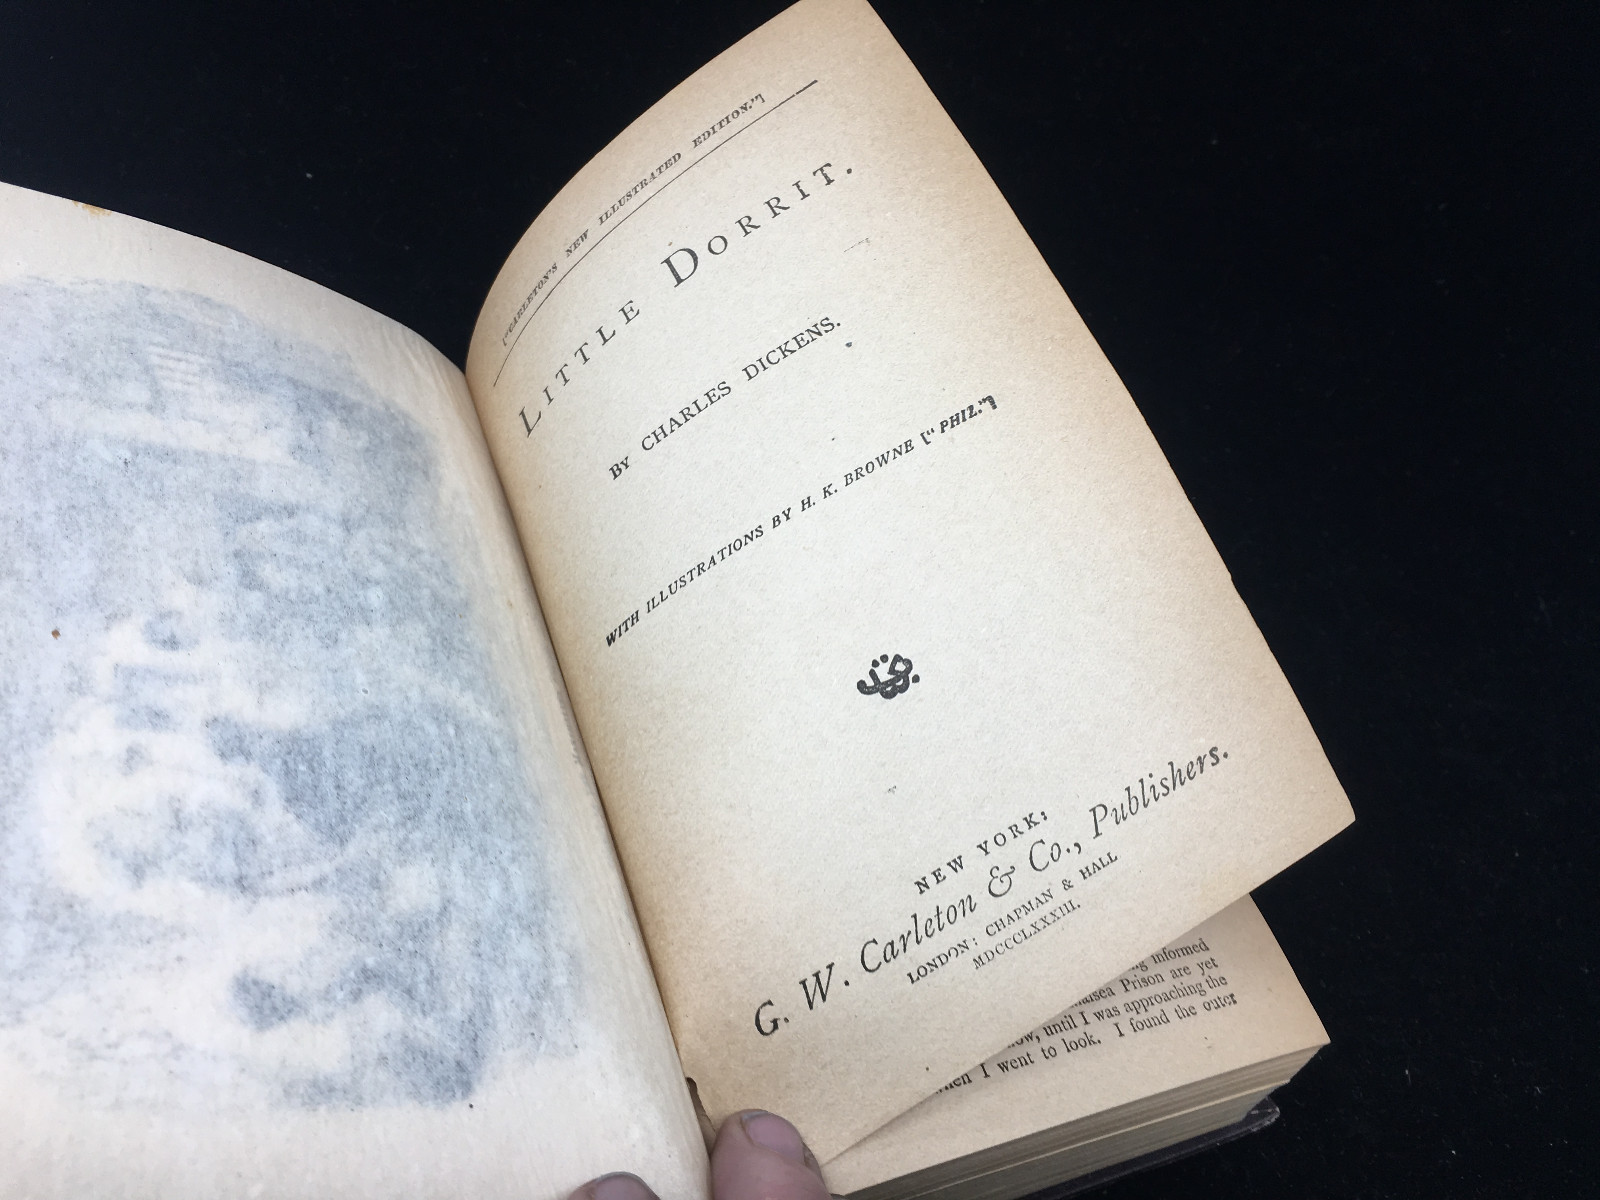 ["CARLETON'S NEW ILLUSTRATED EDITION."]
LITTLE DORRIT.
BY CHARLES DICKENS.
WITH ILLUSTRATIONS BY H. K. BROWNE ["PHIZ."]
NEW YORK:
G. W. Carleton & Co., Publishers.
LONDON: CHAPMAN & HALL
MDCCCLXXXIII.
informed
Prison are yet
until I was approaching the
I went to look. I found the outer